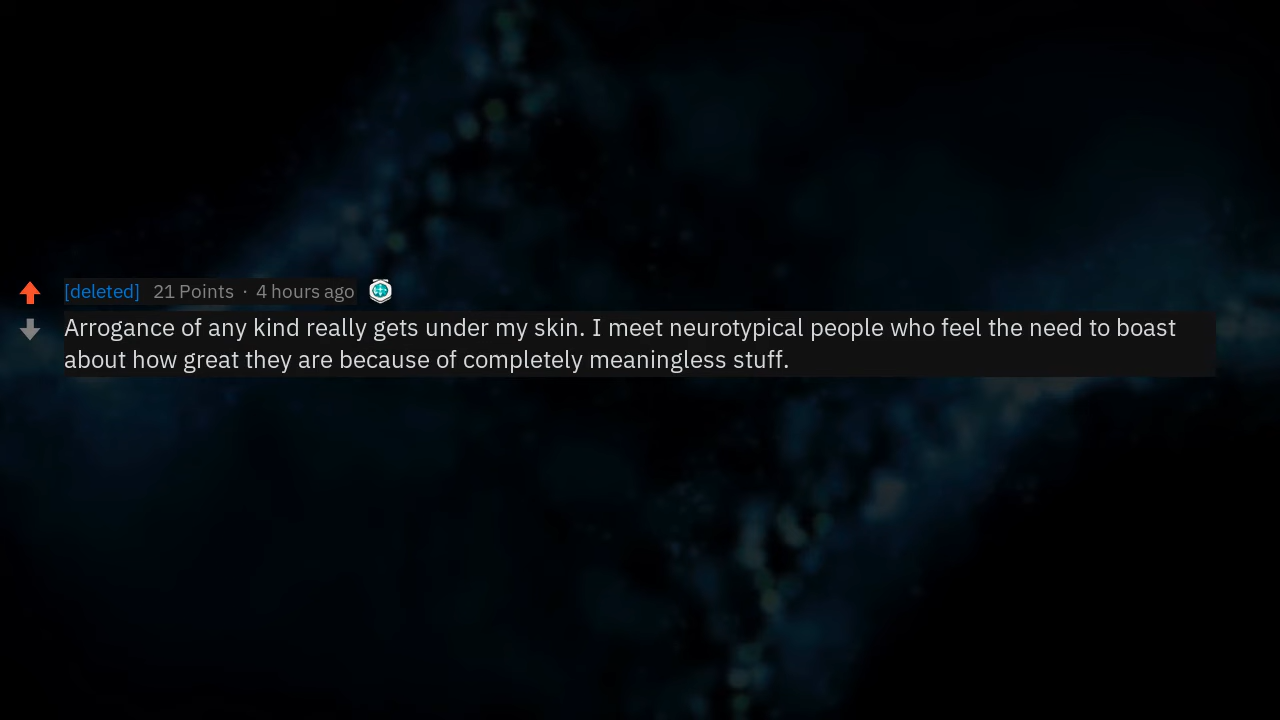 [deleted] 21 Points · 4 hours ago
Arrogance of any kind really gets under my skin. I meet neurotypical people who feel the need to boast
about how great they are because of completely meaningless stuff.